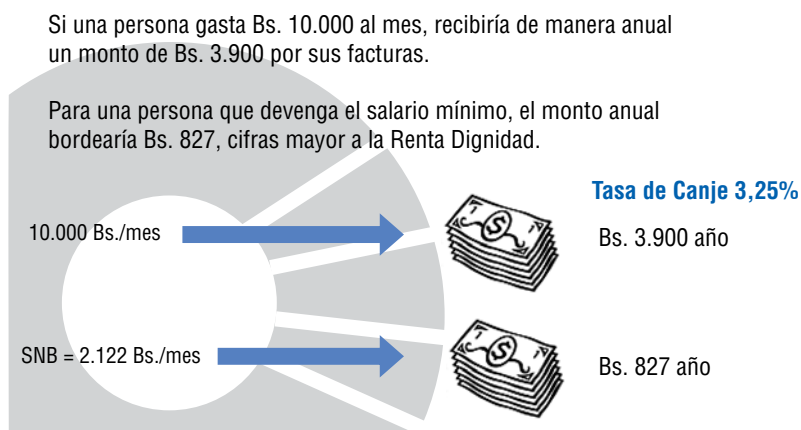 Si una persona gasta Bs. 10.000 al mes, recibiría de manera anual
un monto de Bs. 3.900 por sus facturas.
Para una persona que devenga el salario mínimo, el monto anual
bordearía Bs. 827, cifras mayor a la Renta Dignidad.
Tasa de Canje 3,25%
10.000 Bs./mes
Bs. 3.900 año
SNB = 2.122 Bs./mes
Bs. 827 año